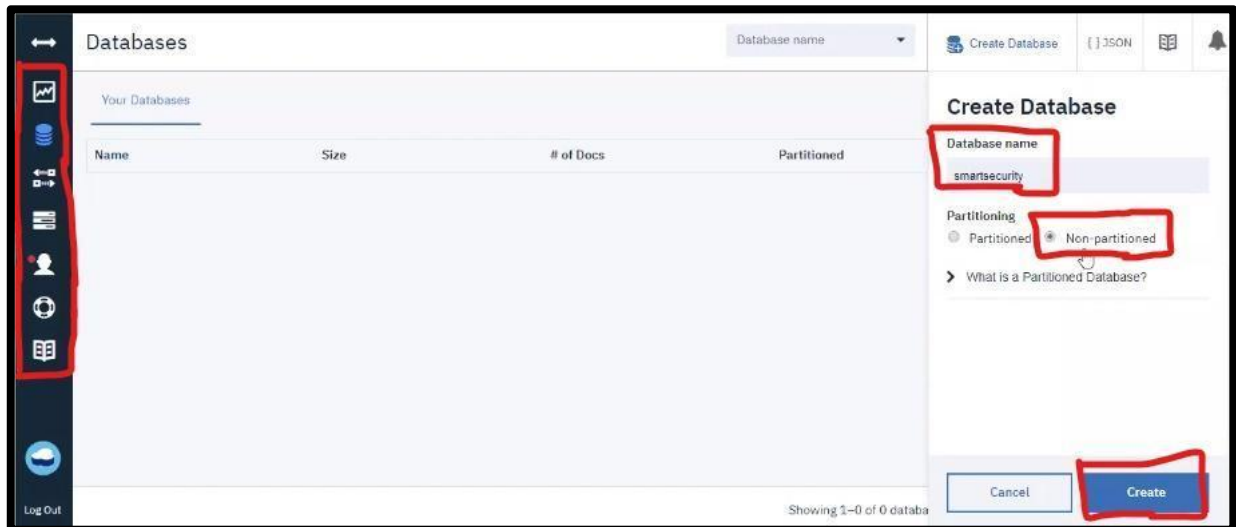 Databases
Database name
Create Database
{ } JSON
Your Databases
Name Size # of Docs Partitioned
Create Database
Database name
smartsecurity
Partitioning
Partitioned Non-partitioned
What is a Partitioned Database?
Cancel Create
Log Out
Showing 1–0 of 0 databa